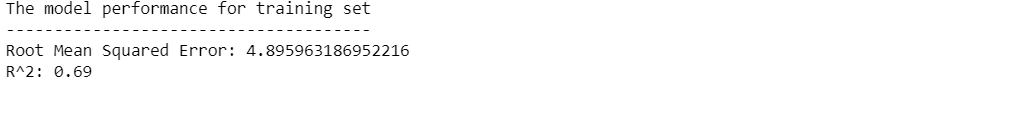 The model performance for training set
--------------------------------------
Root Mean Squared Error: 4.895963186952216
R^2: 0.69